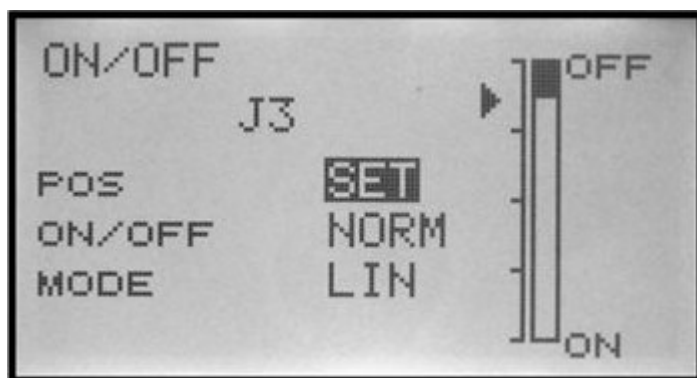 ON/OFF
OFF
J3
POS SET
ON/OFF NORM
MODE LIN
ON